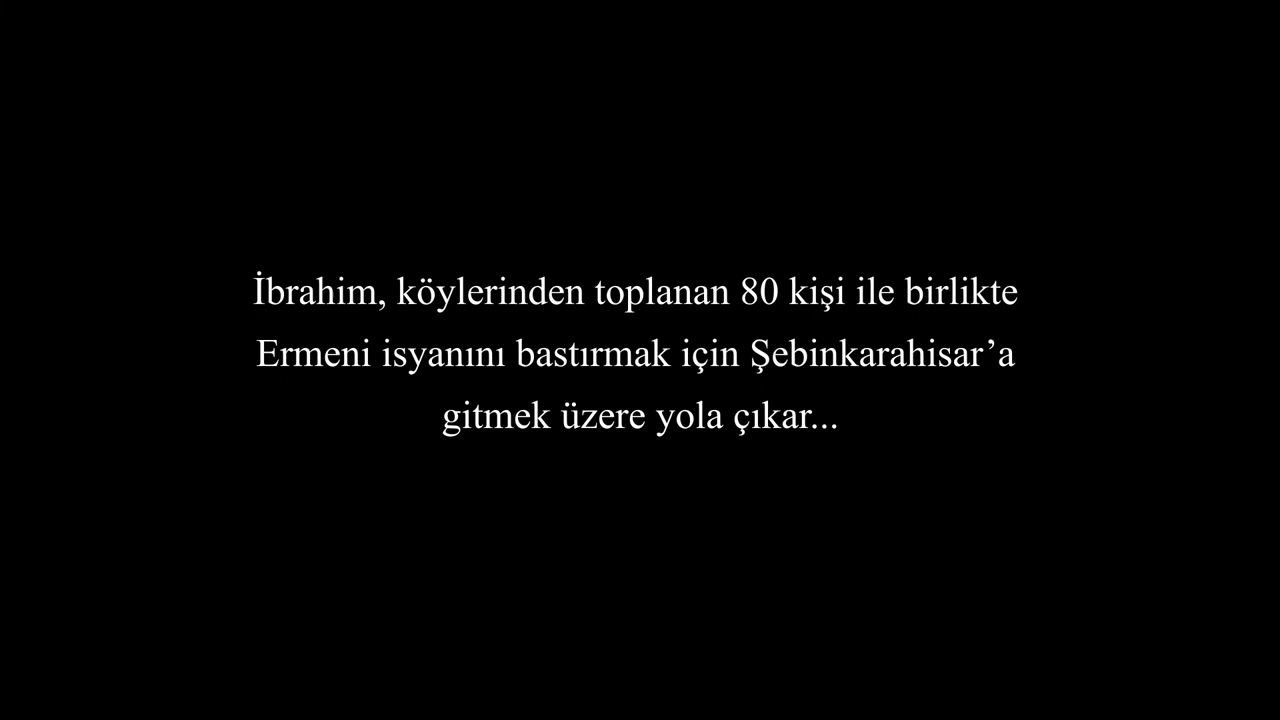 İbrahim, köylerinden toplanan 80 kişi ile birlikte
Ermeni isyanını bastırmak için Şebinkarahisar’a
gitmek üzere yola çıkar...